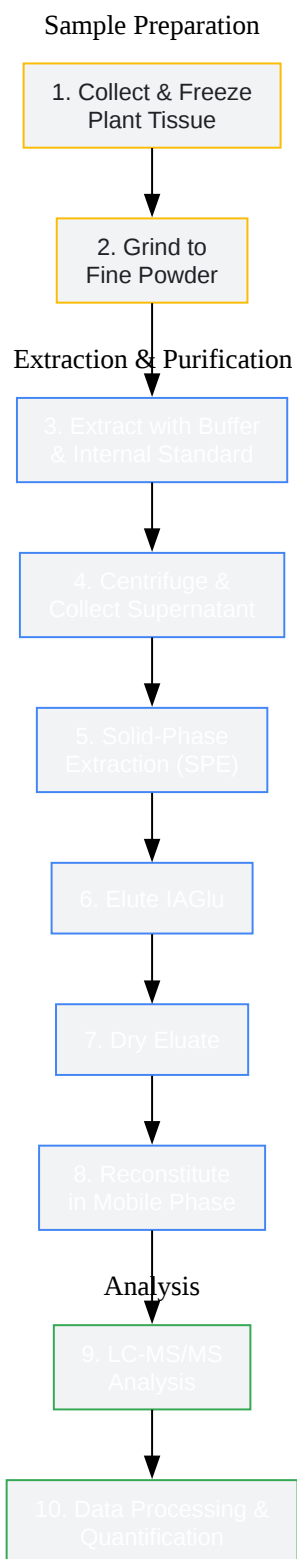 Sample Preparation
1. Collect & Freeze
Plant Tissue
2. Grind to
Fine Powder
Extraction & Purification
3. Extract with Buffer
& Internal Standard
4. Centrifuge &
Collect Supernatant
5. Solid-Phase
Extraction (SPE)
6. Elute IAGlu
7. Dry Eluate
8. Reconstitute
in Mobile Phase
Analysis
9. LC-MS/MS
Analysis
10. Data Processing &
Quantification